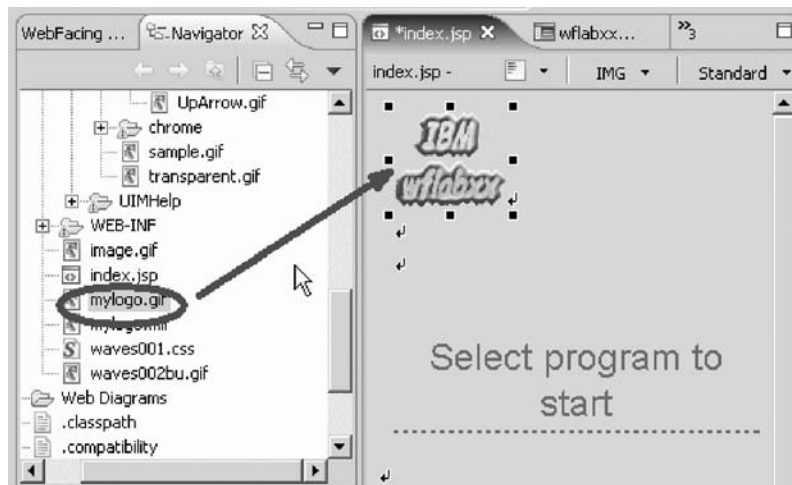 WebFacing ...
Navigator
UpArrow.gif
chrome
sample.gif
transparent.gif
UIMHelp
WEB-INF
image.gif
index.jsp
mylogo.gif
waves001.css
waves002bu.gif
Web Diagrams
.classpath
.compatibility
*index.jsp
wflabxx...
»3
index.jsp -
IMG
Standard
IBM
wflabxx
Select program to
start